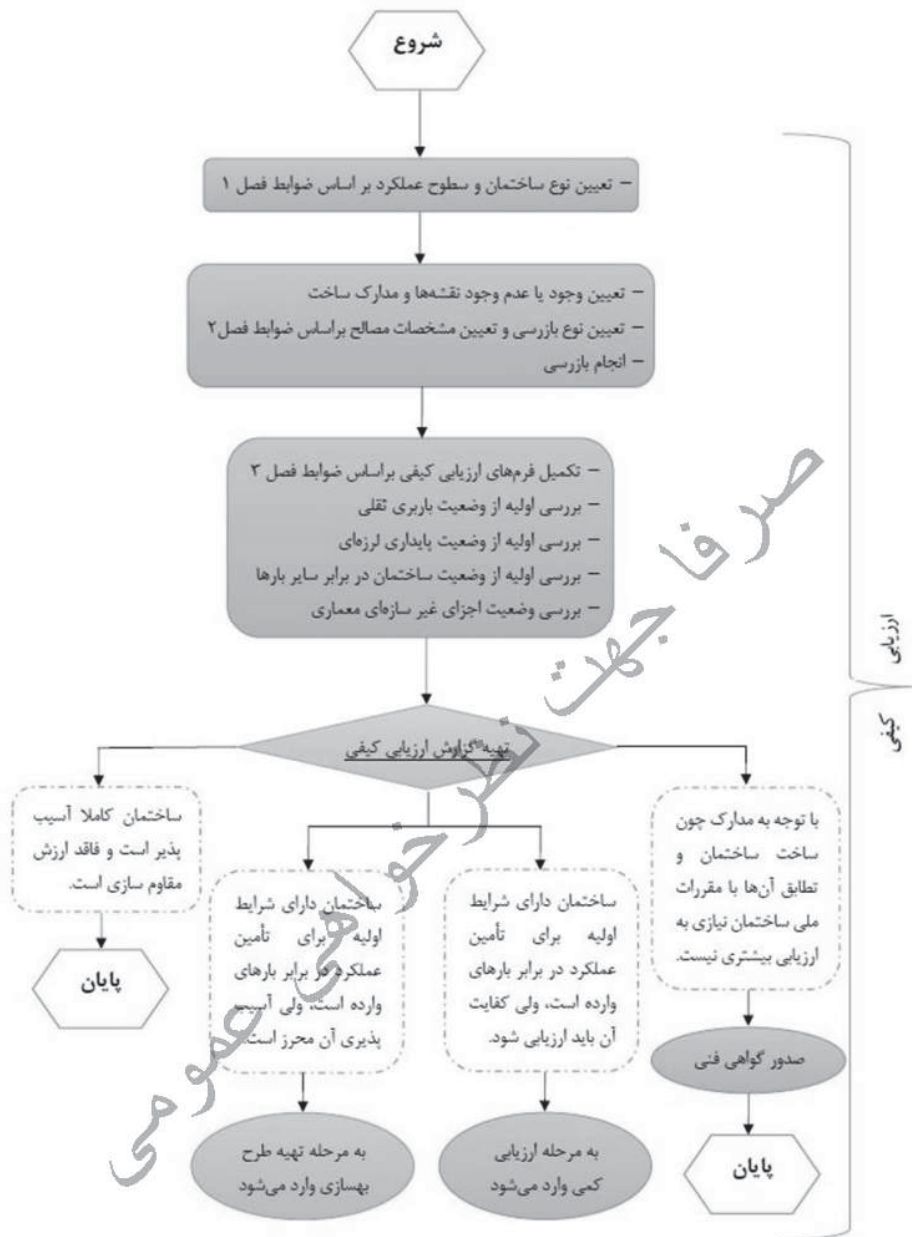 شروع
– تعیین نوع ساختمان و سطوح عملکرد بر اساس ضوابط فصل ۱
– تعیین وجود یا عدم وجود نقشه‌ها و مدارک ساخت
– تعیین نوع بازرسی و تعیین مشخصات مصالح براساس ضوابط فصل۲
– انجام بازرسی
– تکمیل فرم‌های ارزیابی کیفی براساس ضوابط فصل ۳
– بررسی اولیه از وضعیت باربری ثقلی
– بررسی اولیه از وضعیت پایداری لرزه‌ای
– بررسی اولیه از وضعیت ساختمان در برابر سایر بارها
– بررسی وضعیت اجزای غیر سازه‌ای معماری
تهیه گزارش ارزیابی کیفی
با توجه به مدارک چون
ساخت ساختمان و
تطابق آن‌ها با مقررات
ملی ساختمان نیازی به
ارزیابی بیشتری نیست.
صدور گواهی فنی
پایان
ساختمان دارای شرایط
اولیه برای تأمین
عملکرد در برابر بارهای
وارده است، ولی کفایت
آن باید ارزیابی شود.
به مرحله ارزیابی
کمی وارد می‌شود
ساختمان دارای شرایط
اولیه برای تأمین
عملکرد در برابر بارهای
وارده است، ولی آسیب
پذیری آن محرز است.
به مرحله تهیه طرح
بهسازی وارد می‌شود
ساختمان کاملا آسیب
پذیر است و فاقد ارزش
مقاوم سازی است.
پایان
ارزیابی
کیفی
صرفا جهت نظرخواهی عمومی